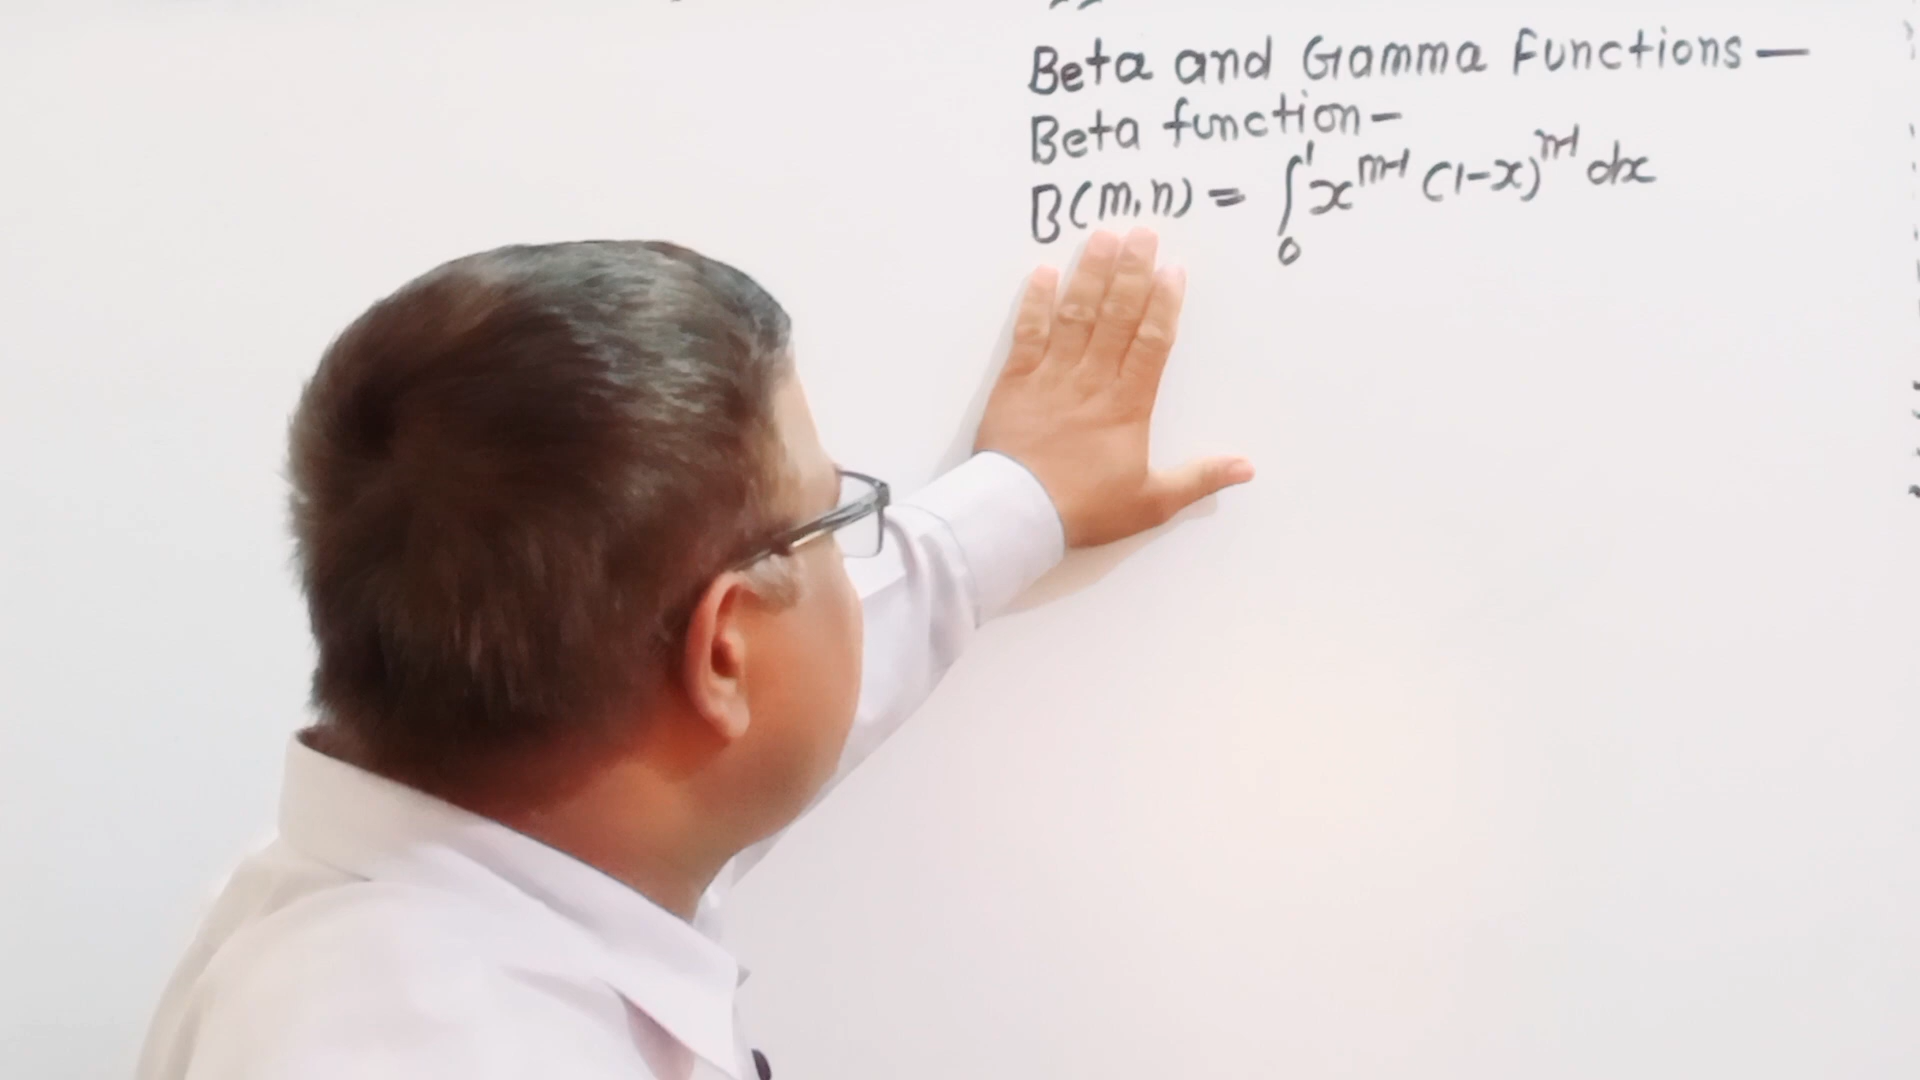 Beta and Gamma Functions —
Beta function -
B(m,n) = ∫₀¹ x^{m-1} (1-x)^{n-1} dx